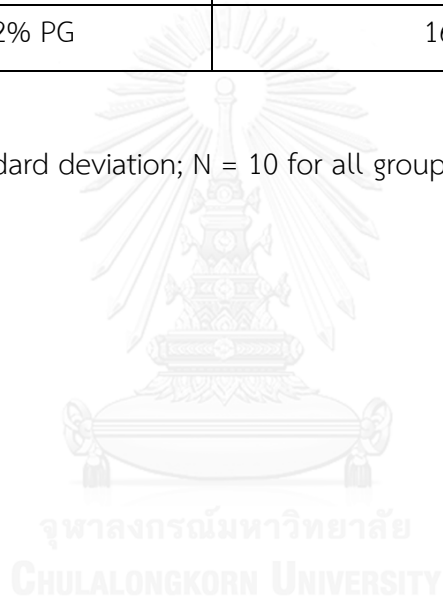 2% PG 16
dard deviation; N = 10 for all group
จุฬาลงกรณ์มหาวิทยาลัย
CHULALONGKORN UNIVERSITY